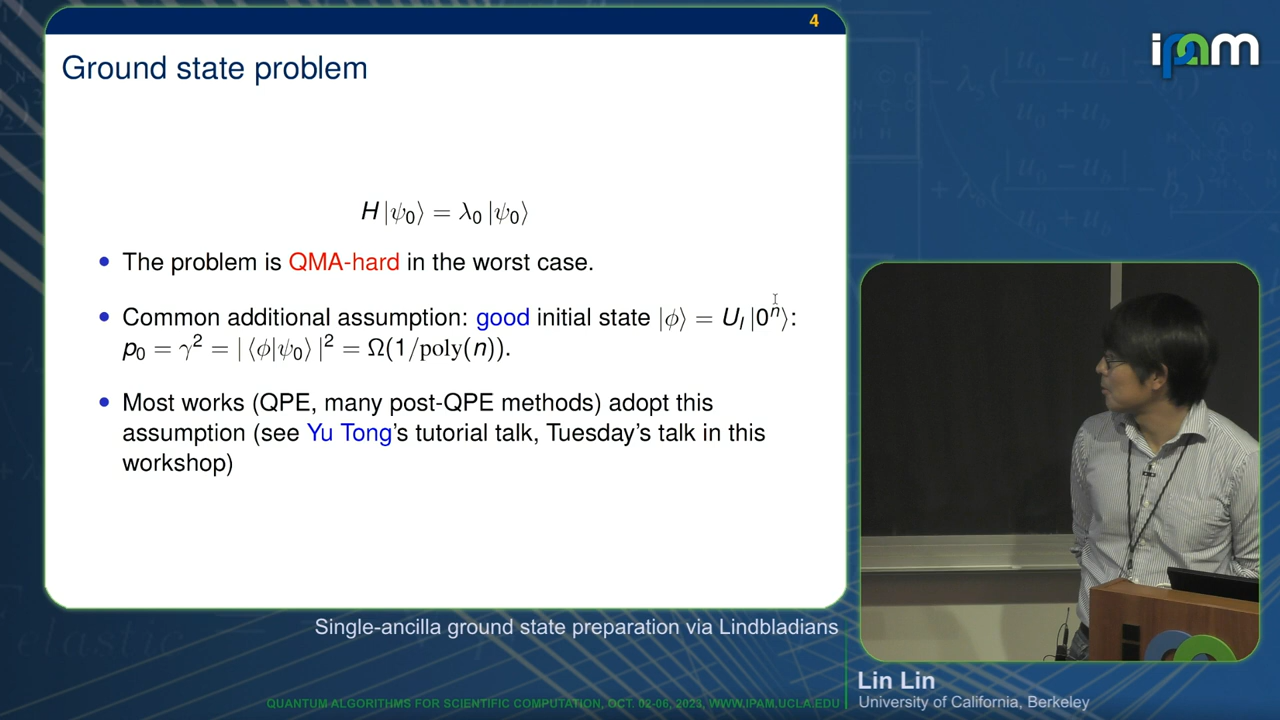 4
ipam
Ground state problem
H |ψ₀⟩ = λ₀ |ψ₀⟩
• The problem is QMA-hard in the worst case.
• Common additional assumption: good initial state |ϕ⟩ = U_I |0ⁿ⟩:
p₀ = γ² = | ⟨ϕ|ψ₀⟩ |² = Ω(1/poly(n)).
• Most works (QPE, many post-QPE methods) adopt this
assumption (see Yu Tong's tutorial talk, Tuesday's talk in this
workshop)
Single-ancilla ground state preparation via Lindbladians
Lin Lin
University of California, Berkeley
QUANTUM ALGORITHMS FOR SCIENTIFIC COMPUTATION, OCT. 02-06, 2023, WWW.IPAM.UCLA.EDU